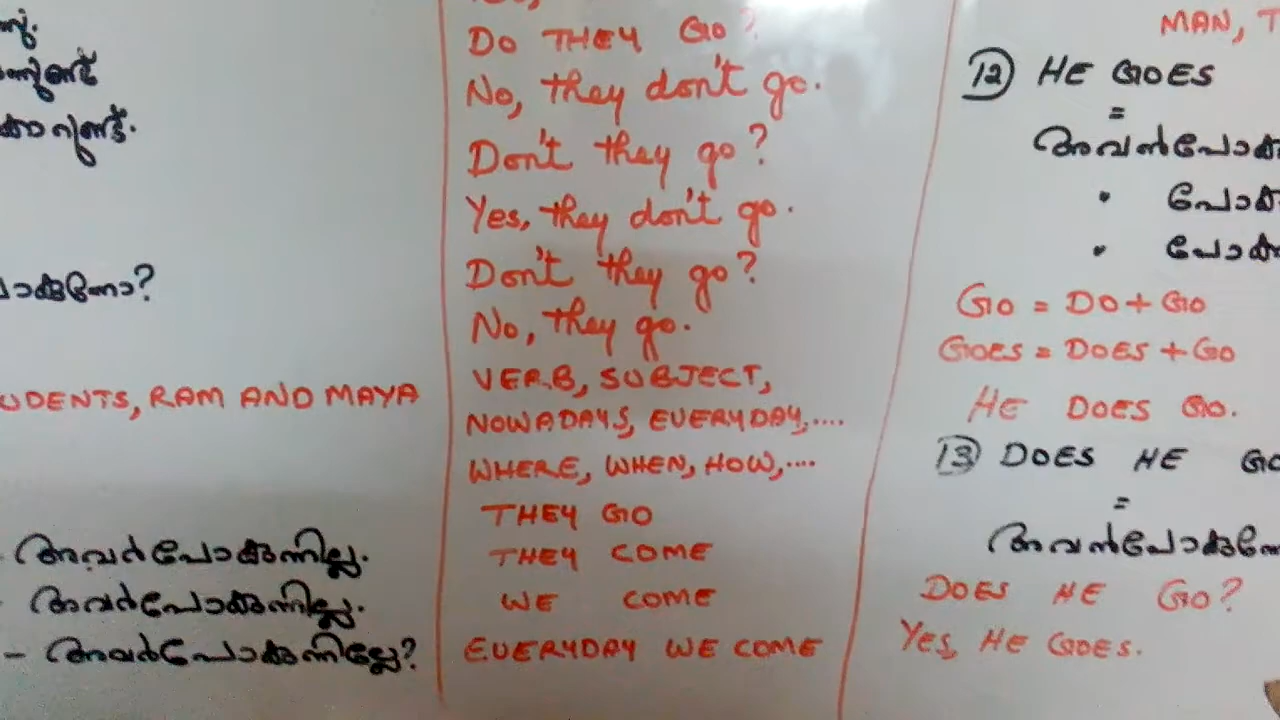 പോകുന്നോ?
RAM AND MAYA
- അവർപോകുന്നില്ല.
- അവർപോകുന്നില്ല.
- അവർപോകുന്നില്ലേ?
DO THEY GO?
No, they don't go.
Don't they go?
Yes, they don't go.
Don't they go?
No, they go.
VERB, SUBJECT,
NOWADAYS, EVERYDAY,....
WHERE, WHEN, HOW,....
THEY GO
THEY COME
WE COME
EVERYDAY WE COME
MAN,
12 HE GOES
=
GO = DO + GO
GOES = DOES + GO
HE DOES GO.
13 DOES HE
=
DOES HE GO?
Yes, HE GOES.